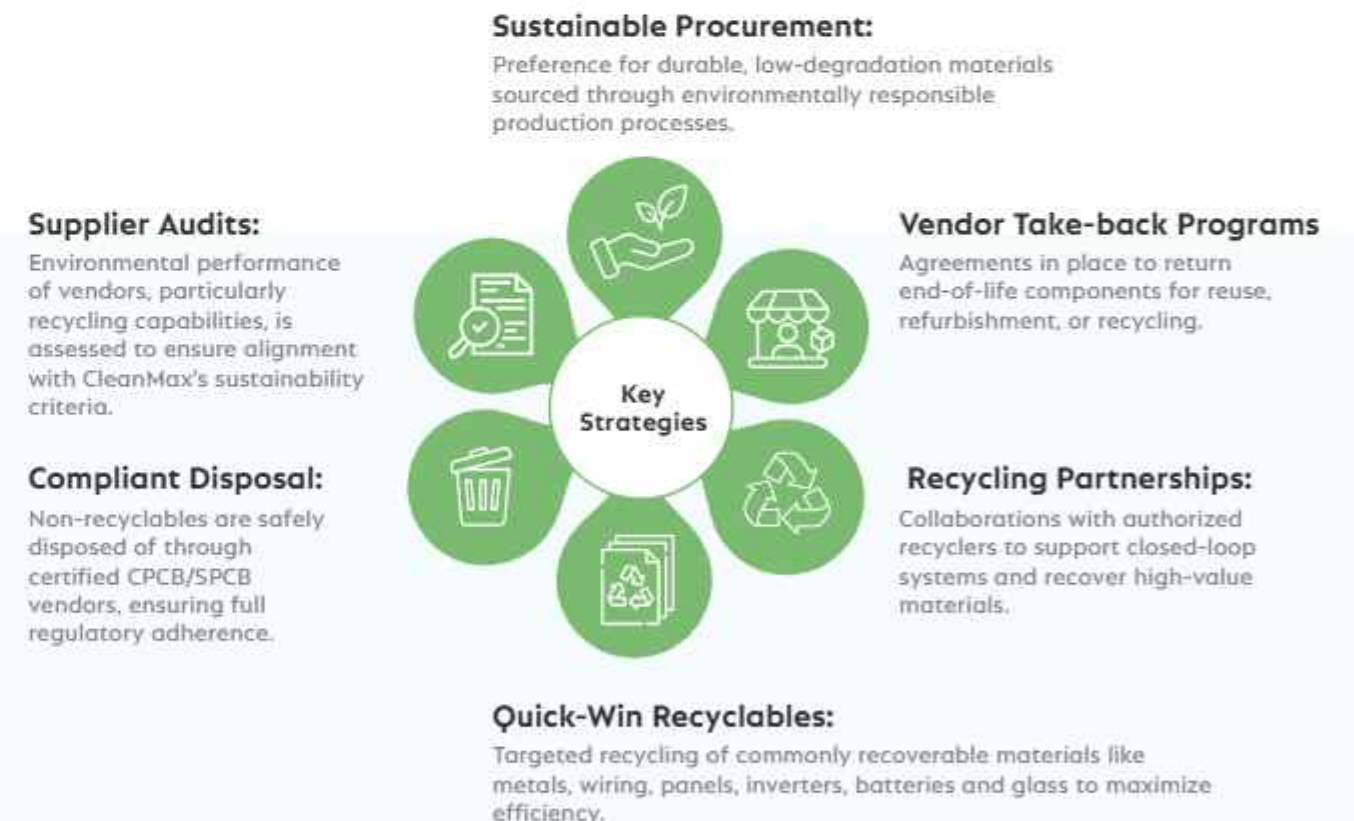 Sustainable Procurement:
Preference for durable, low-degradation materials
sourced through environmentally responsible
production processes.
Supplier Audits:
Environmental performance
of vendors, particularly
recycling capabilities, is
assessed to ensure alignment
with CleanMax's sustainability
criteria.
Vendor Take-back Programs
Agreements in place to return
end-of-life components for reuse,
refurbishment, or recycling.
Key
Strategies
Compliant Disposal:
Non-recyclables are safely
disposed of through
certified CPCB/SPCB
vendors, ensuring full
regulatory adherence.
Recycling Partnerships:
Collaborations with authorized
recyclers to support closed-loop
systems and recover high-value
materials.
Quick-Win Recyclables:
Targeted recycling of commonly recoverable materials like
metals, wiring, panels, inverters, batteries and glass to maximize
efficiency.